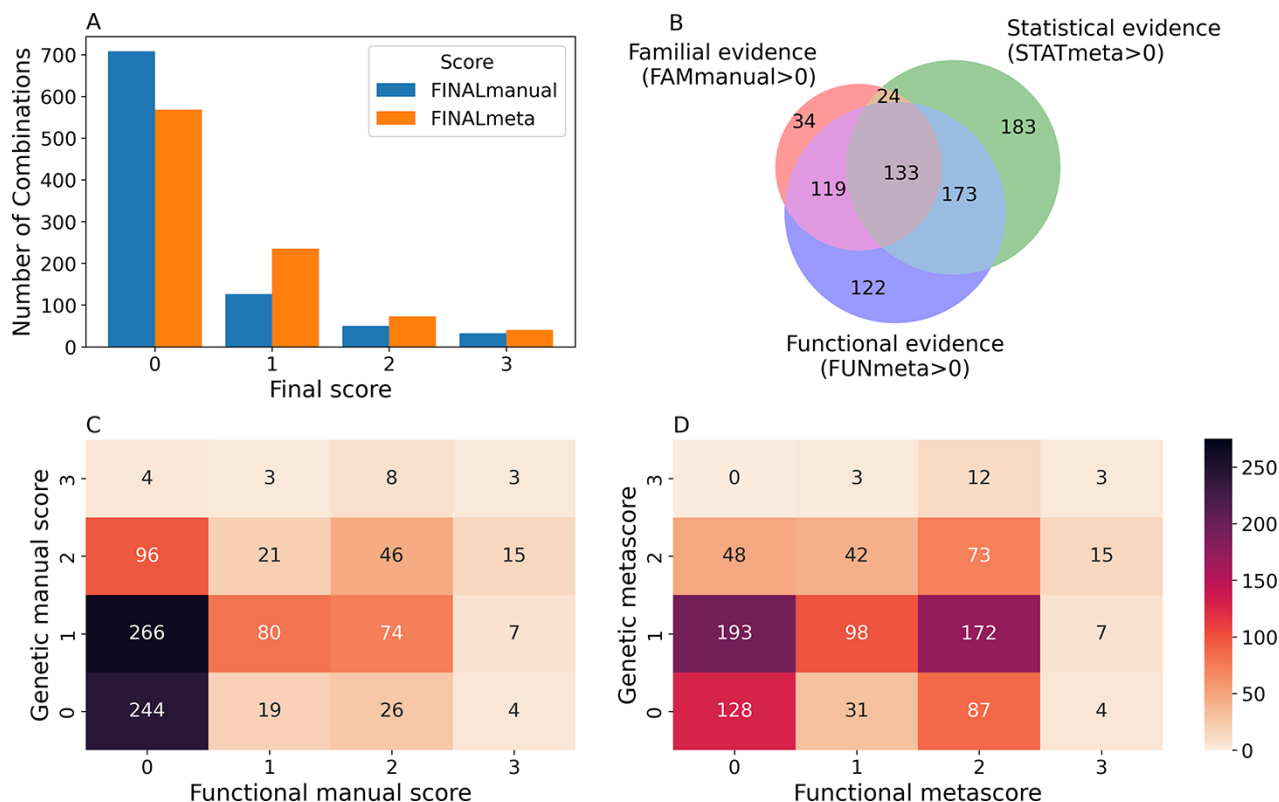 A
Number of Combinations
700
600
500
400
300
200
100
0
Score
FINALmanual
FINALmeta
0 1 2 3
Final score
B
Familial evidence
(FAMmanual>0)
Statistical evidence
(STATmeta>0)
34
24
183
119
133
173
122
Functional evidence
(FUNmeta>0)
C
Genetic manual score
3 4 3 8 3
2 96 21 46 15
1 266 80 74 7
0 244 19 26 4
0 1 2 3
Functional manual score
D
Genetic metascore
3 0 3 12 3
2 48 42 73 15
1 193 98 172 7
0 128 31 87 4
0 1 2 3
Functional metascore
250
200
150
100
50
0